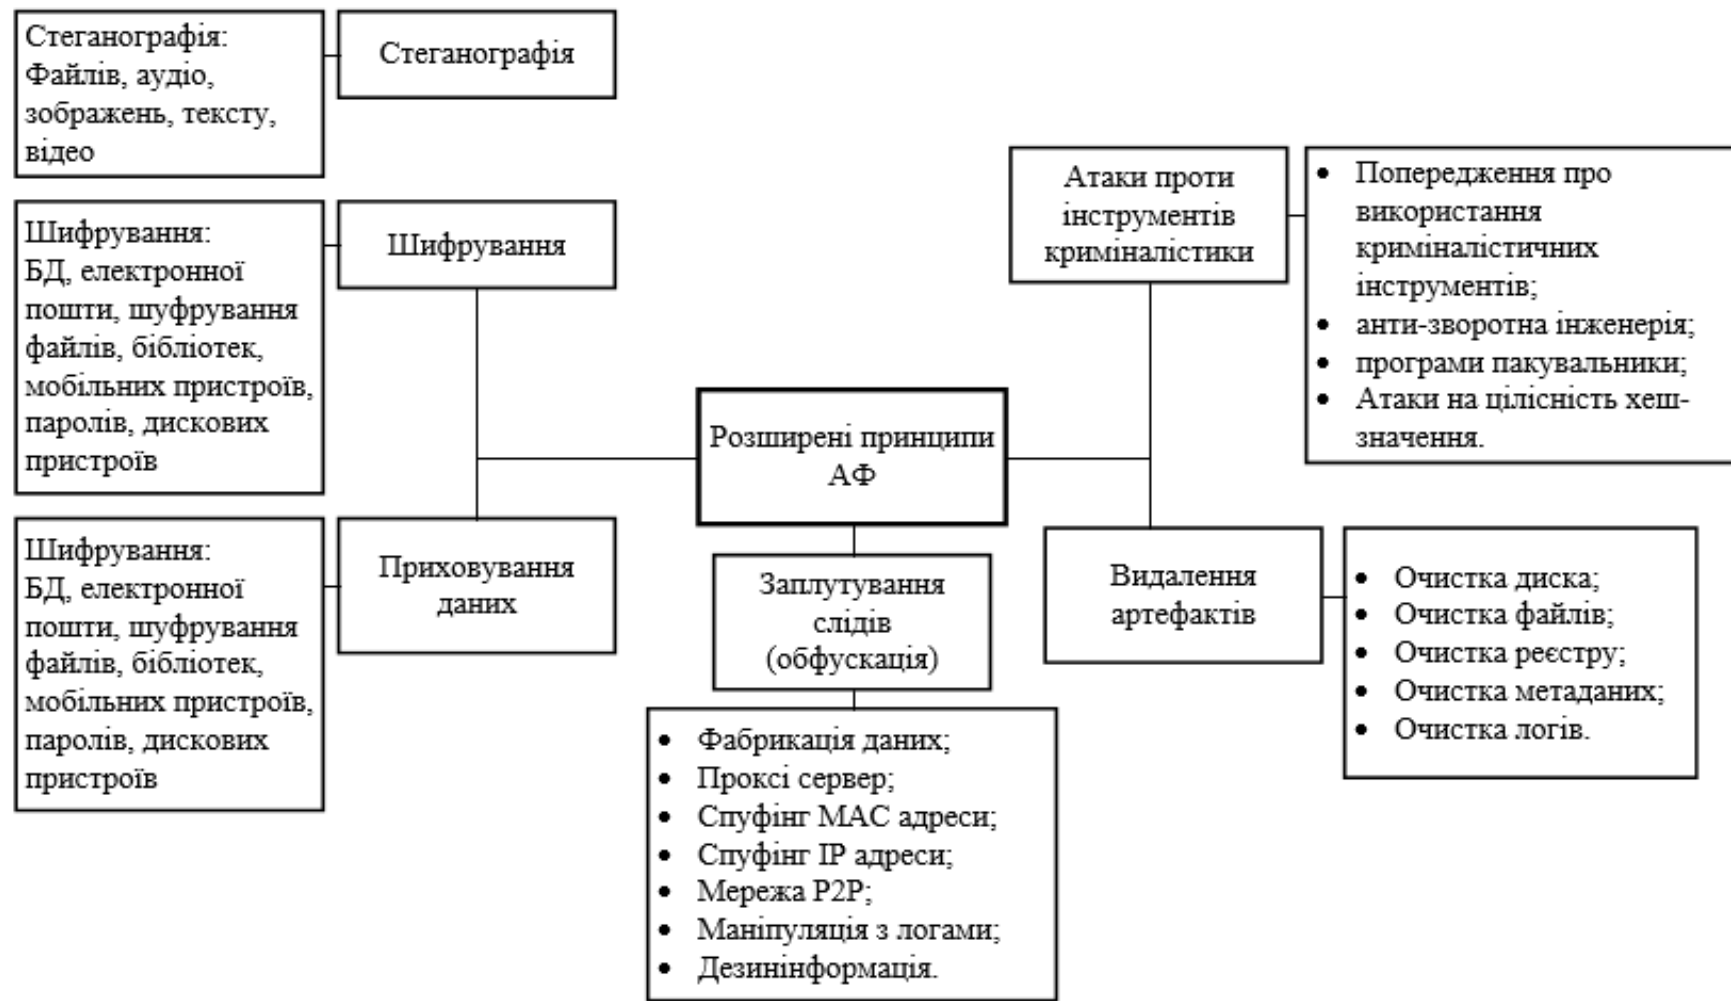 Стеганографія:
Файлів, аудіо,
зображень, тексту,
відео
Стеганографія
Шифрування:
БД, електронної
пошти, шуфрування
файлів, бібліотек,
мобільних пристроїв,
паролів, дискових
пристроїв
Шифрування
Шифрування:
БД, електронної
пошти, шуфрування
файлів, бібліотек,
мобільних пристроїв,
паролів, дискових
пристроїв
Приховування
даних
Розширені принципи
АФ
Заплутування
слідів
(обфускація)
• Фабрикація даних;
• Проксі сервер;
• Спуфінг MAC адреси;
• Спуфінг IP адреси;
• Мережа P2P;
• Маніпуляція з логами;
• Дезинінформація.
Атаки проти
інструментів
криміналістики
• Попередження про
використання
криміналістичних
інструментів;
• анти-зворотна інженерія;
• програми пакувальники;
• Атаки на цілісність хеш-
значення.
Видалення
артефактів
• Очистка диска;
• Очистка файлів;
• Очистка реєстру;
• Очистка метаданих;
• Очистка логів.